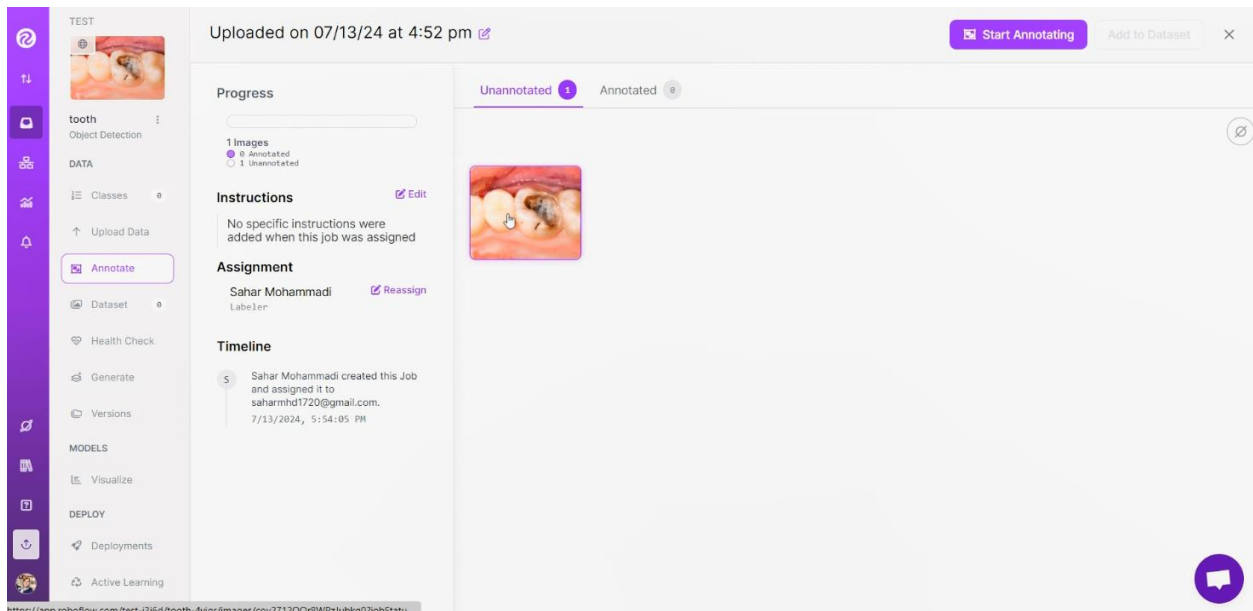 TEST
tooth
Object Detection
DATA
Classes 0
Upload Data
Annotate
Dataset 0
Health Check
Generate
Versions
MODELS
Visualize
DEPLOY
Deployments
Active Learning
Uploaded on 07/13/24 at 4:52 pm
Start Annotating
Add to Dataset
Progress
1 Images
0 Annotated
1 Unannotated
Instructions
Edit
No specific instructions were
added when this job was assigned
Assignment
Sahar Mohammadi
Reassign
Labeler
Timeline
S
Sahar Mohammadi created this Job
and assigned it to
saharmhd1720@gmail.com.
7/13/2024, 5:54:05 PM
Unannotated 1
Annotated 0